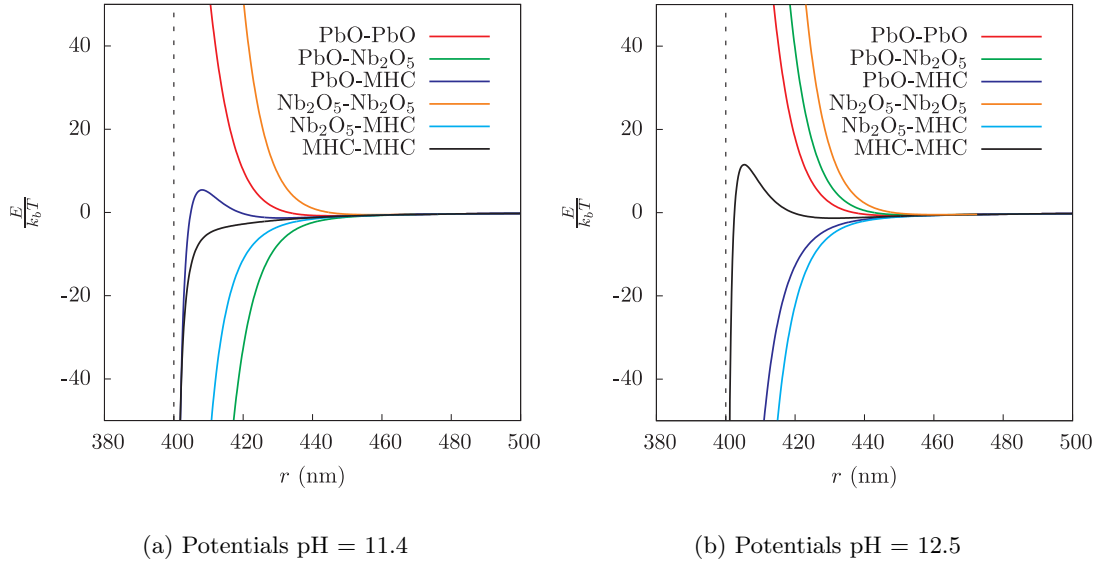 40
20
0
-20
-40
E/k_bT
380 400 420 440 460 480 500
r (nm)
PbO-PbO
PbO-Nb₂O₅
PbO-MHC
Nb₂O₅-Nb₂O₅
Nb₂O₅-MHC
MHC-MHC
(a) Potentials pH = 11.4
40
20
0
-20
-40
E/k_bT
380 400 420 440 460 480 500
r (nm)
PbO-PbO
PbO-Nb₂O₅
PbO-MHC
Nb₂O₅-Nb₂O₅
Nb₂O₅-MHC
MHC-MHC
(b) Potentials pH = 12.5